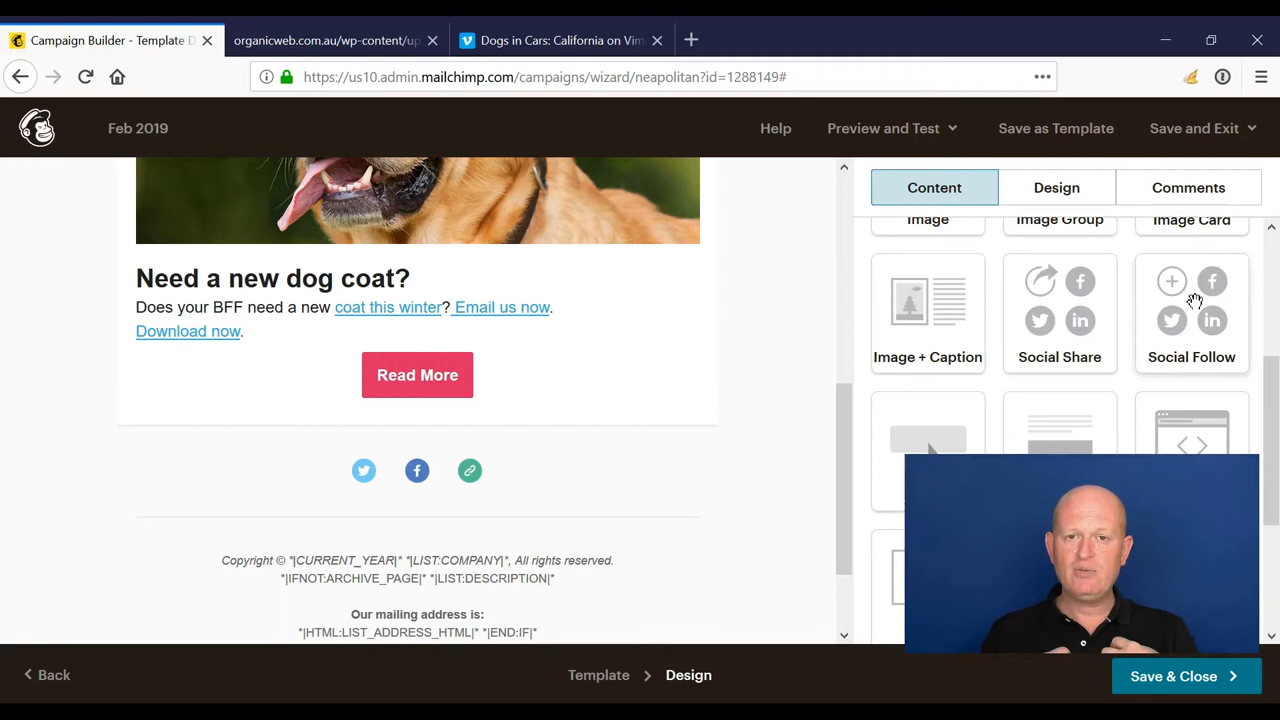 Campaign Builder - Template D
organicweb.com.au/wp-content/up
Dogs in Cars: California on Vim
https://us10.admin.mailchimp.com/campaigns/wizard/neapolitan?id=1288149#
Feb 2019
Help
Preview and Test
Save as Template
Save and Exit
Content
Design
Comments
Image
Image Group
Image Card
Need a new dog coat?
Does your BFF need a new coat this winter? Email us now.
Download now.
Read More
Image + Caption
Social Share
Social Follow
Copyright © *|CURRENT_YEAR|* *|LIST:COMPANY|*, All rights reserved.
*|IFNOT:ARCHIVE_PAGE|* *|LIST:DESCRIPTION|*
Our mailing address is:
*|HTML:LIST_ADDRESS_HTML|* *|END:IF|*
Back
Template
Design
Save & Close